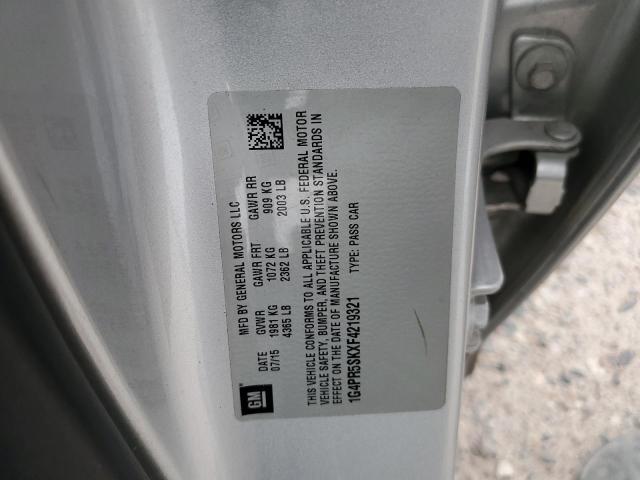 MFD BY GENERAL MOTORS LLC
DATE GVWR GAWR FRT GAWR RR
07/15 1981 KG 1072 KG 909 KG
4365 LB 2362 LB 2003 LB
THIS VEHICLE CONFORMS TO ALL APPLICABLE U.S. FEDERAL MOTOR
VEHICLE SAFETY, BUMPER, AND THEFT PREVENTION STANDARDS IN
EFFECT ON THE DATE OF MANUFACTURE SHOWN ABOVE.
1G4PR5SKXF4219321 TYPE: PASS CAR
GM